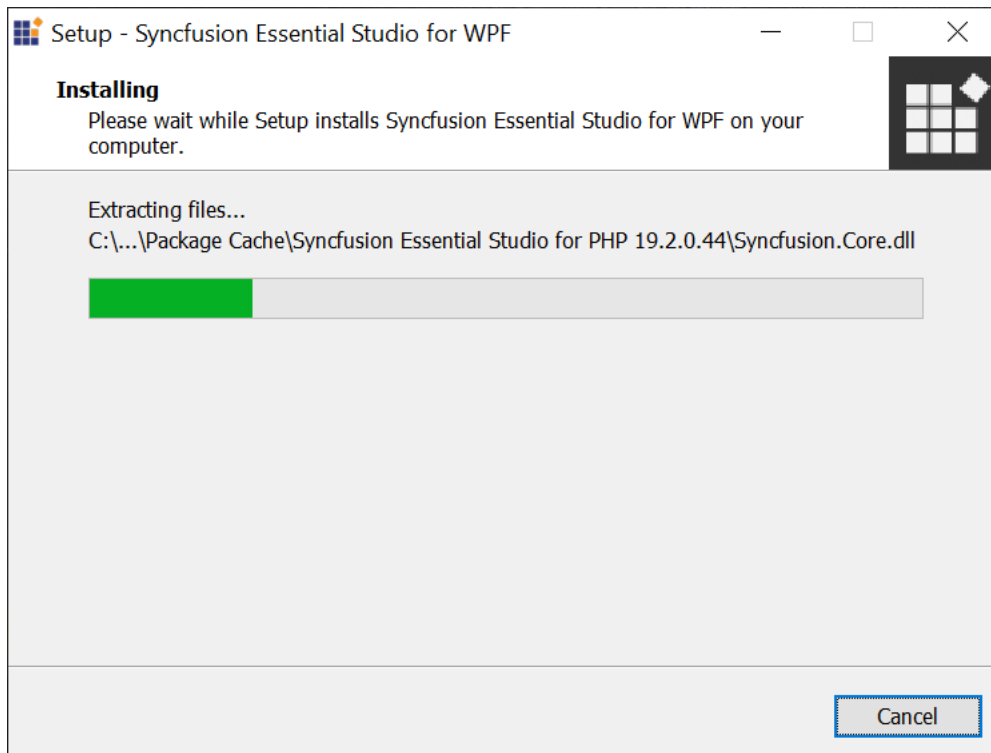 Setup - Syncfusion Essential Studio for WPF
Installing
Please wait while Setup installs Syncfusion Essential Studio for WPF on your
computer.
Extracting files...
C:\...\Package Cache\Syncfusion Essential Studio for PHP 19.2.0.44\Syncfusion.Core.dll
Cancel